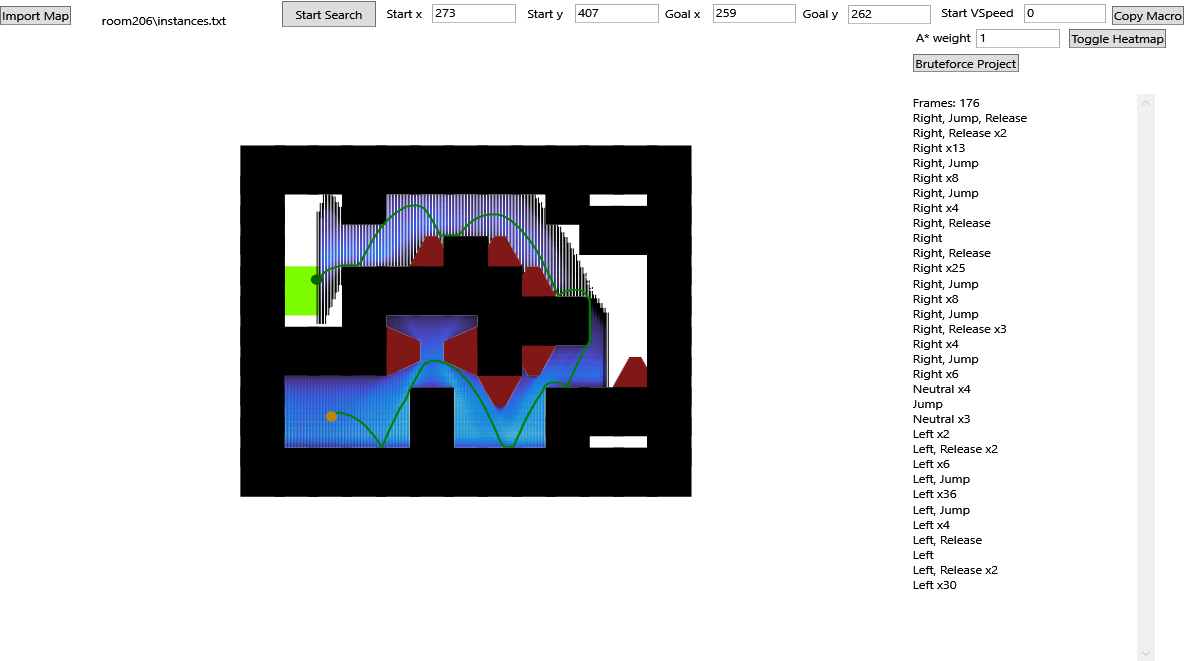 Import Map
room206\instances.txt
Start Search
Start x 273
Start y 407
Goal x 259
Goal y 262
Start VSpeed 0
Copy Macro
A* weight 1
Toggle Heatmap
Bruteforce Project
Frames: 176
Right, Jump, Release
Right, Release x2
Right x13
Right, Jump
Right x8
Right, Jump
Right x4
Right, Release
Right
Right, Release
Right x25
Right, Jump
Right x8
Right, Jump
Right, Release x3
Right x4
Right, Jump
Right x6
Neutral x4
Jump
Neutral x3
Left x2
Left, Release x2
Left x6
Left, Jump
Left x36
Left, Jump
Left x4
Left, Release
Left
Left, Release x2
Left x30